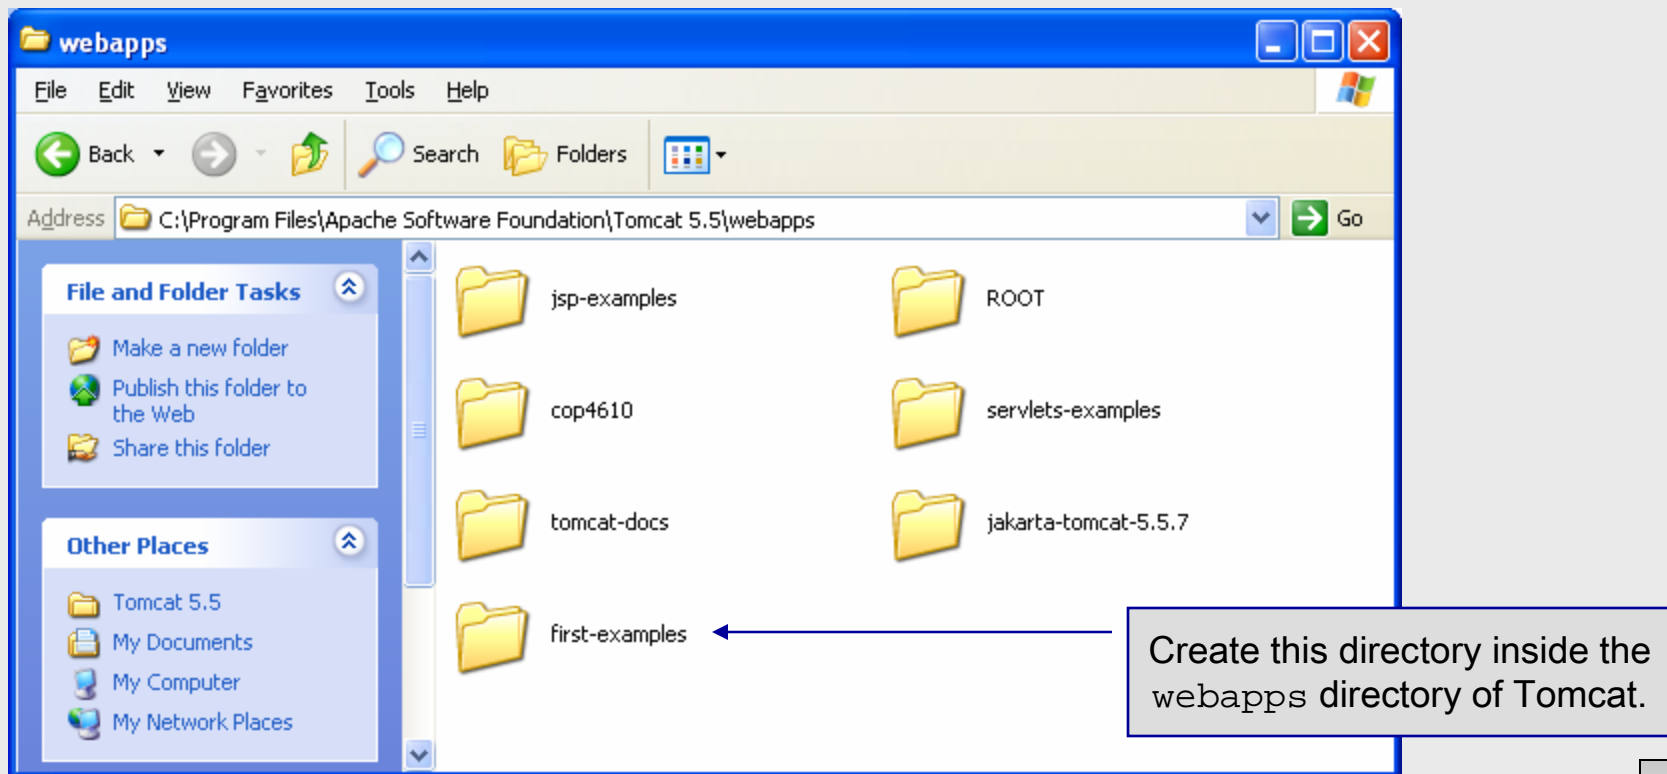 webapps
File Edit View Favorites Tools Help
Back Search Folders
Address C:\Program Files\Apache Software Foundation\Tomcat 5.5\webapps Go
File and Folder Tasks
Make a new folder
Publish this folder to
the Web
Share this folder
Other Places
Tomcat 5.5
My Documents
My Computer
My Network Places
jsp-examples ROOT
cop4610 servlets-examples
tomcat-docs jakarta-tomcat-5.5.7
first-examples
Create this directory inside the
webapps directory of Tomcat.